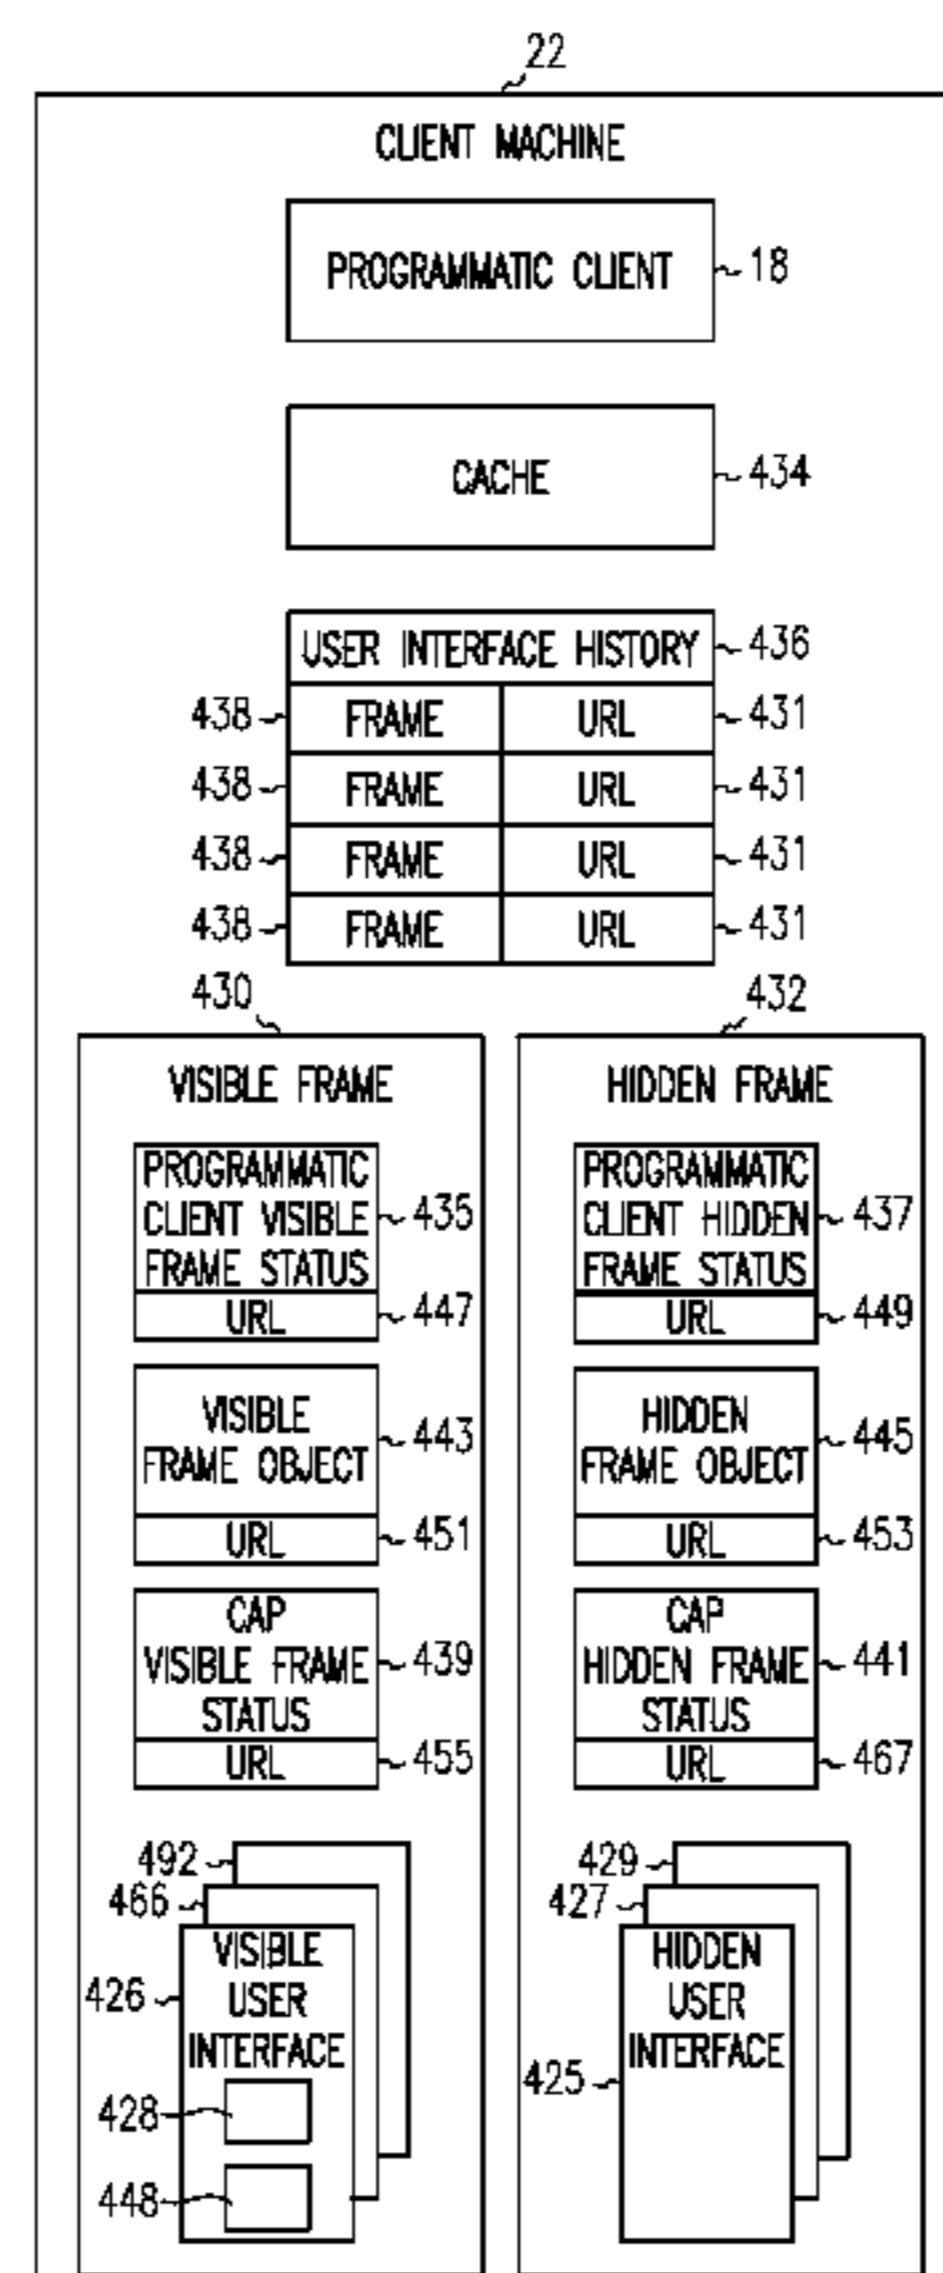 22
CLIENT MACHINE
PROGRAMMATIC CLIENT
18
CACHE
434
USER INTERFACE HISTORY
436
438 FRAME URL 431
438 FRAME URL 431
438 FRAME URL 431
438 FRAME URL 431
430
VISIBLE FRAME
PROGRAMMATIC
CLIENT VISIBLE
FRAME STATUS
435
URL
447
VISIBLE
FRAME OBJECT
443
URL
451
CAP
VISIBLE FRAME
STATUS
439
URL
455
492
466
426
VISIBLE
USER
INTERFACE
428
448
432
HIDDEN FRAME
PROGRAMMATIC
CLIENT HIDDEN
FRAME STATUS
437
URL
449
HIDDEN
FRAME OBJECT
445
URL
453
CAP
HIDDEN FRAME
STATUS
441
URL
467
429
427
HIDDEN
USER
INTERFACE
425